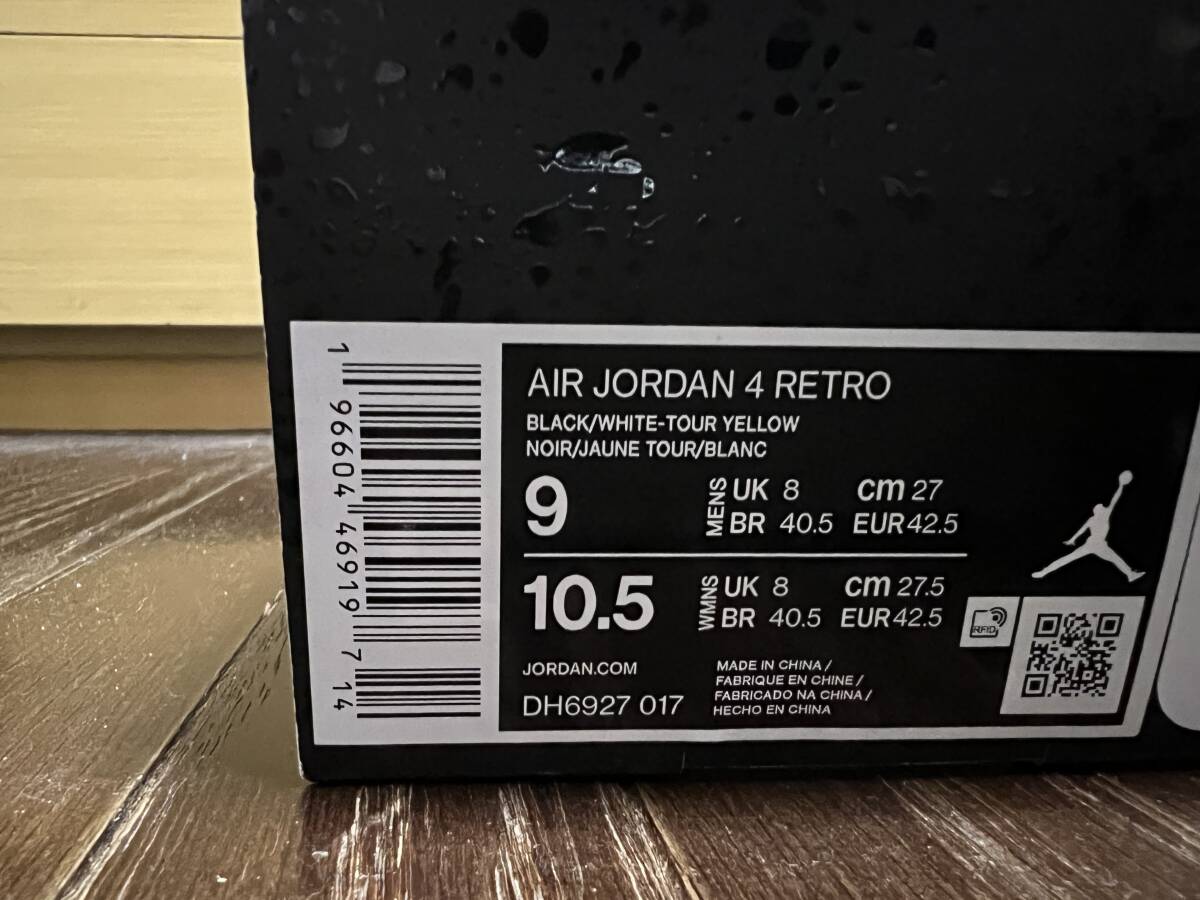 AIR JORDAN 4 RETRO
BLACK/WHITE-TOUR YELLOW
NOIR/JAUNE TOUR/BLANC
9
MENS
UK 8 cm 27
BR 40.5 EUR 42.5
10.5
WMNS
UK 8 cm 27.5
BR 40.5 EUR 42.5
RFID
JORDAN.COM
DH6927 017
MADE IN CHINA /
FABRIQUE EN CHINE /
FABRICADO NA CHINA /
HECHO EN CHINA
1 96604 46919 7 14